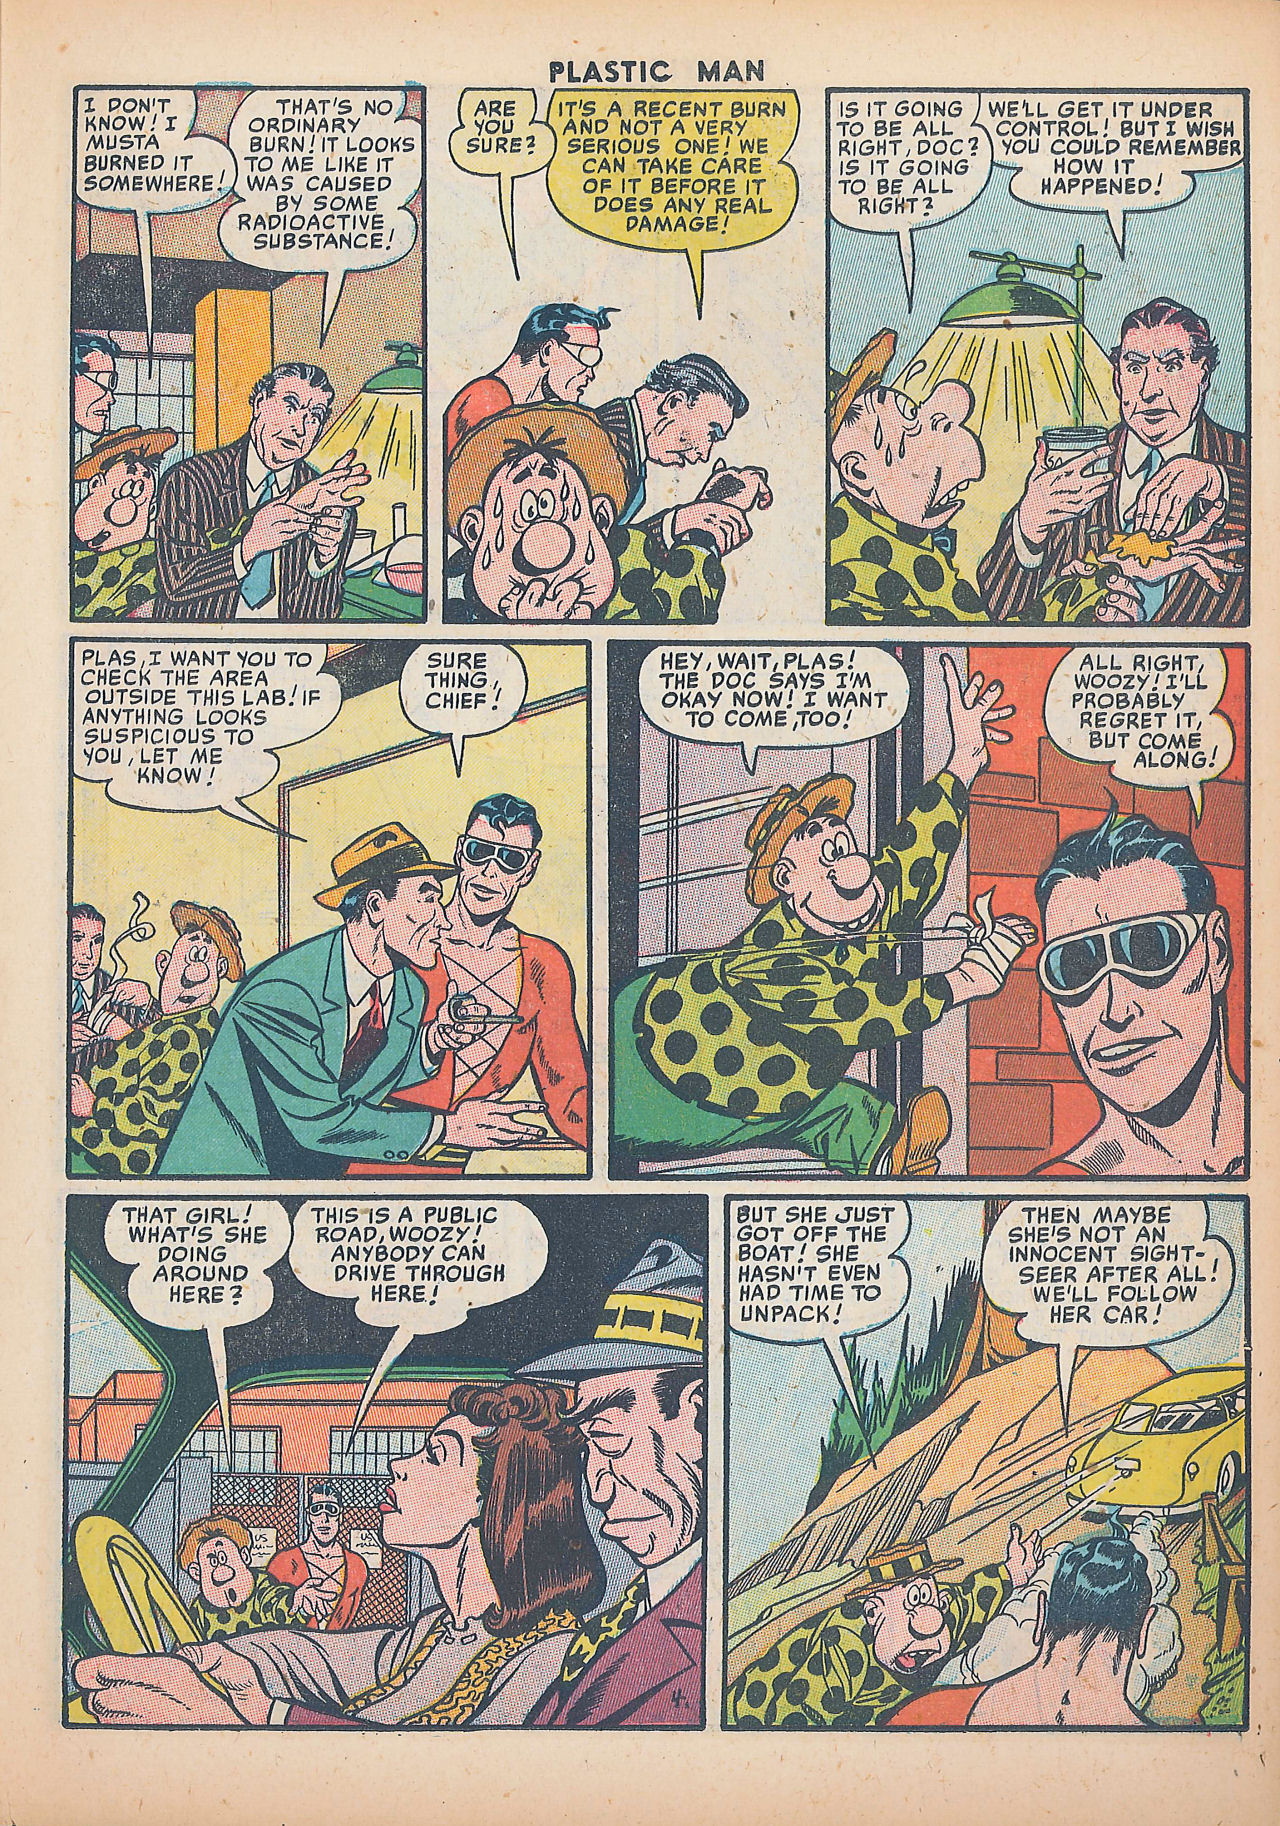 PLASTIC MAN
I DON'T
KNOW! I
MUSTA
BURNED IT
SOMEWHERE!
THAT'S NO
ORDINARY
BURN! IT LOOKS
TO ME LIKE IT
WAS CAUSED
BY SOME
RADIOACTIVE
SUBSTANCE!
ARE
YOU
SURE?
IT'S A RECENT BURN
AND NOT A VERY
SERIOUS ONE! WE
CAN TAKE CARE
OF IT BEFORE IT
DOES ANY REAL
DAMAGE!
IS IT GOING
TO BE ALL
RIGHT, DOC?
IS IT GOING
TO BE ALL
RIGHT?
WE'LL GET IT UNDER
CONTROL! BUT I WISH
YOU COULD REMEMBER
HOW IT
HAPPENED!
PLAS, I WANT YOU TO
CHECK THE AREA
OUTSIDE THIS LAB! IF
ANYTHING LOOKS
SUSPICIOUS TO
YOU, LET ME
KNOW!
SURE
THING,
CHIEF!
HEY, WAIT, PLAS!
THE DOC SAYS I'M
OKAY NOW! I WANT
TO COME, TOO!
ALL RIGHT,
WOOZY! I'LL
PROBABLY
REGRET IT,
BUT COME
ALONG!
THAT GIRL!
WHAT'S SHE
DOING
AROUND
HERE?
THIS IS A PUBLIC
ROAD, WOOZY!
ANYBODY CAN
DRIVE THROUGH
HERE!
US
US
4
BUT SHE JUST
GOT OFF THE
BOAT! SHE
HASN'T EVEN
HAD TIME TO
UNPACK!
THEN MAYBE
SHE'S NOT AN
INNOCENT SIGHT-
SEER AFTER ALL!
WE'LL FOLLOW
HER CAR!